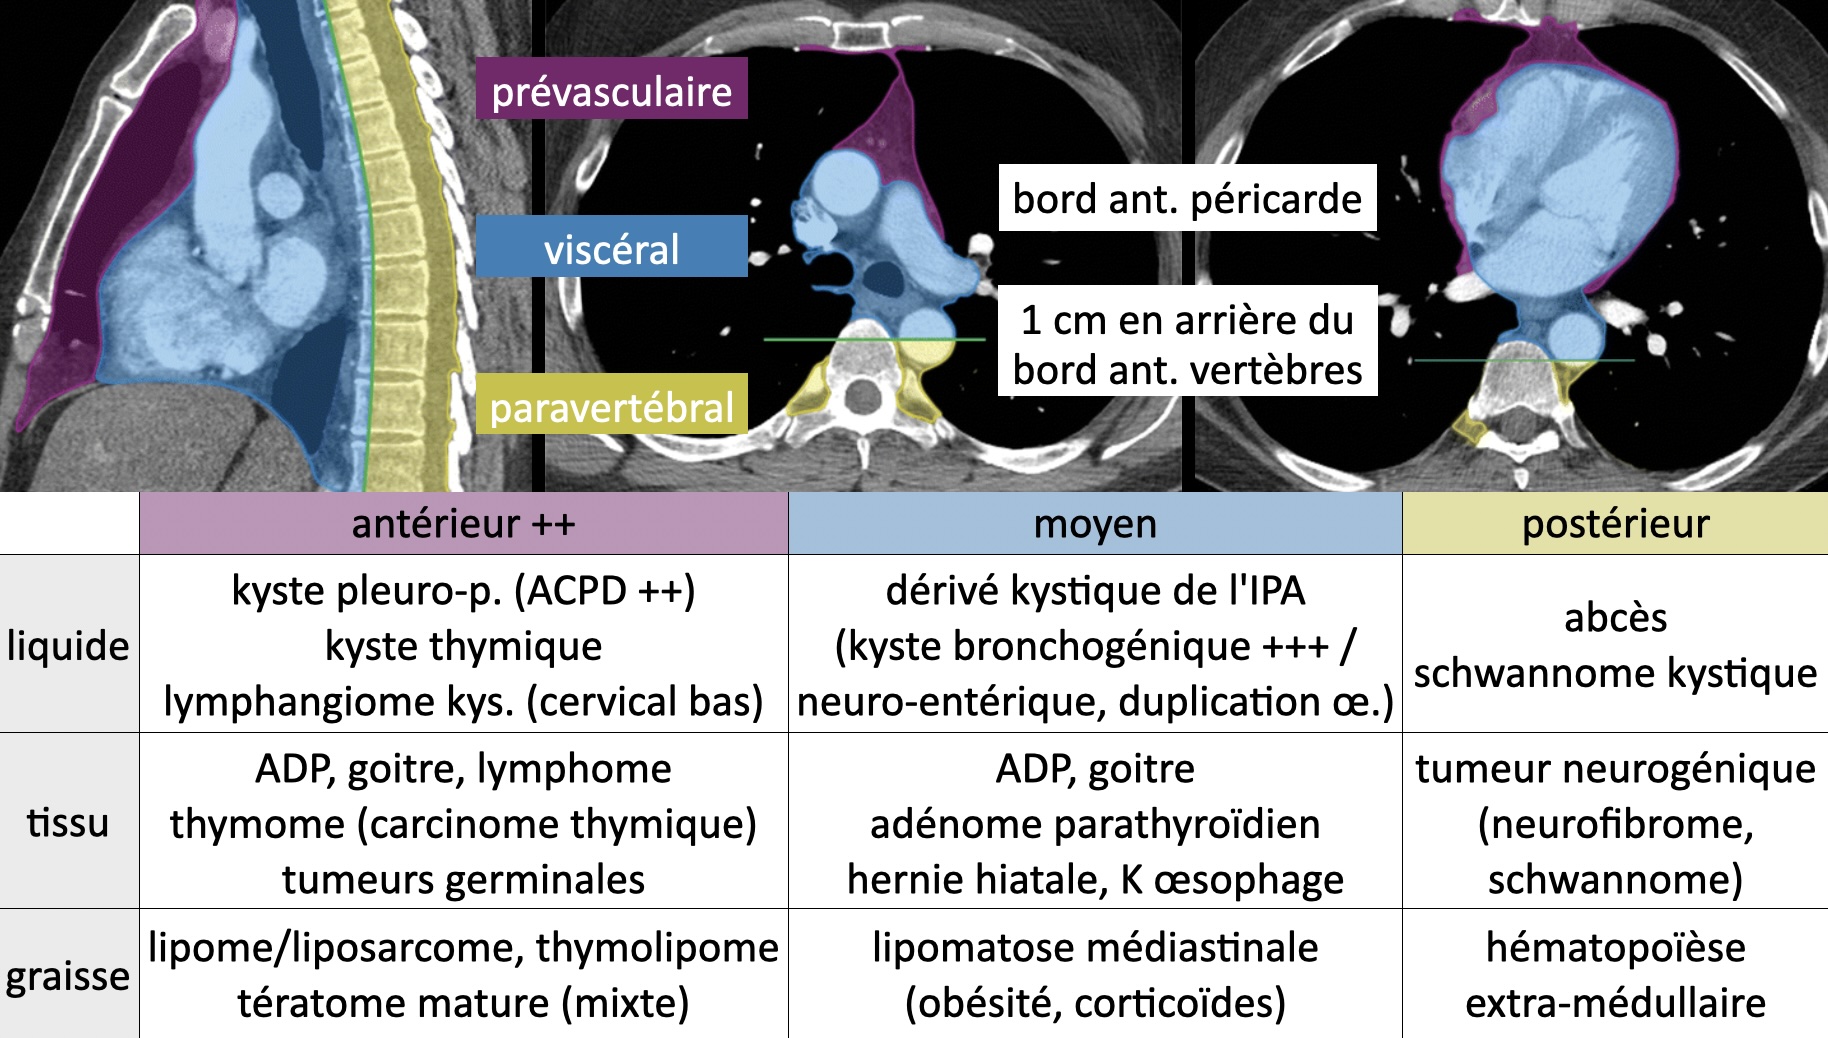 prévasculaire
viscéral
paravertébral
bord ant. péricarde
1 cm en arrière du
bord ant. vertèbres
antérieur ++
moyen
postérieur
liquide
kyste pleuro-p. (ACPD ++)
kyste thymique
lymphangiome kys. (cervical bas)
dérivé kystique de l'IPA
(kyste bronchogénique +++ /
neuro-entérique, duplication œ.)
abcès
schwannome kystique
tissu
ADP, goitre, lymphome
thymome (carcinome thymique)
tumeurs germinales
ADP, goitre
adénome parathyroïdien
hernie hiatale, K œsophage
tumeur neurogénique
(neurofibrome,
schwannome)
graisse
lipome/liposarcome, thymolipome
tératome mature (mixte)
lipomatose médiastinale
(obésité, corticoïdes)
hématopoïèse
extra-médullaire